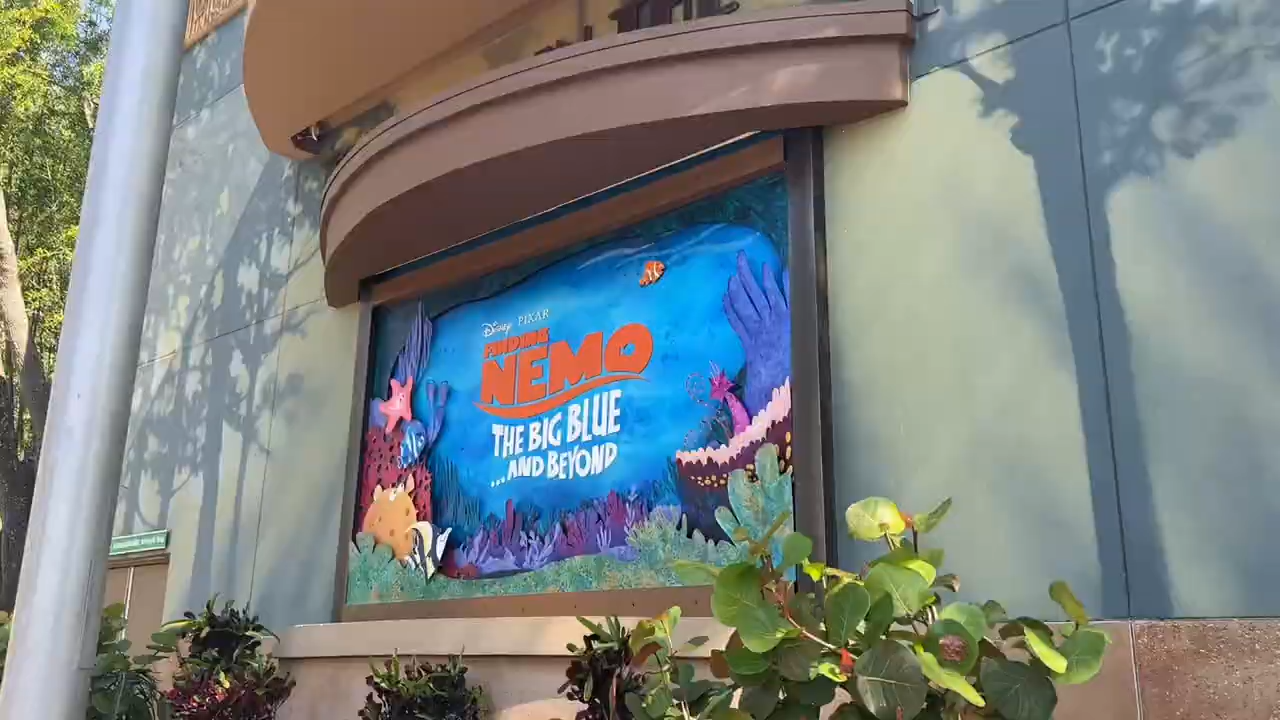 Disney PIXAR
FINDING
NEMO
THE BIG BLUE
...AND BEYOND